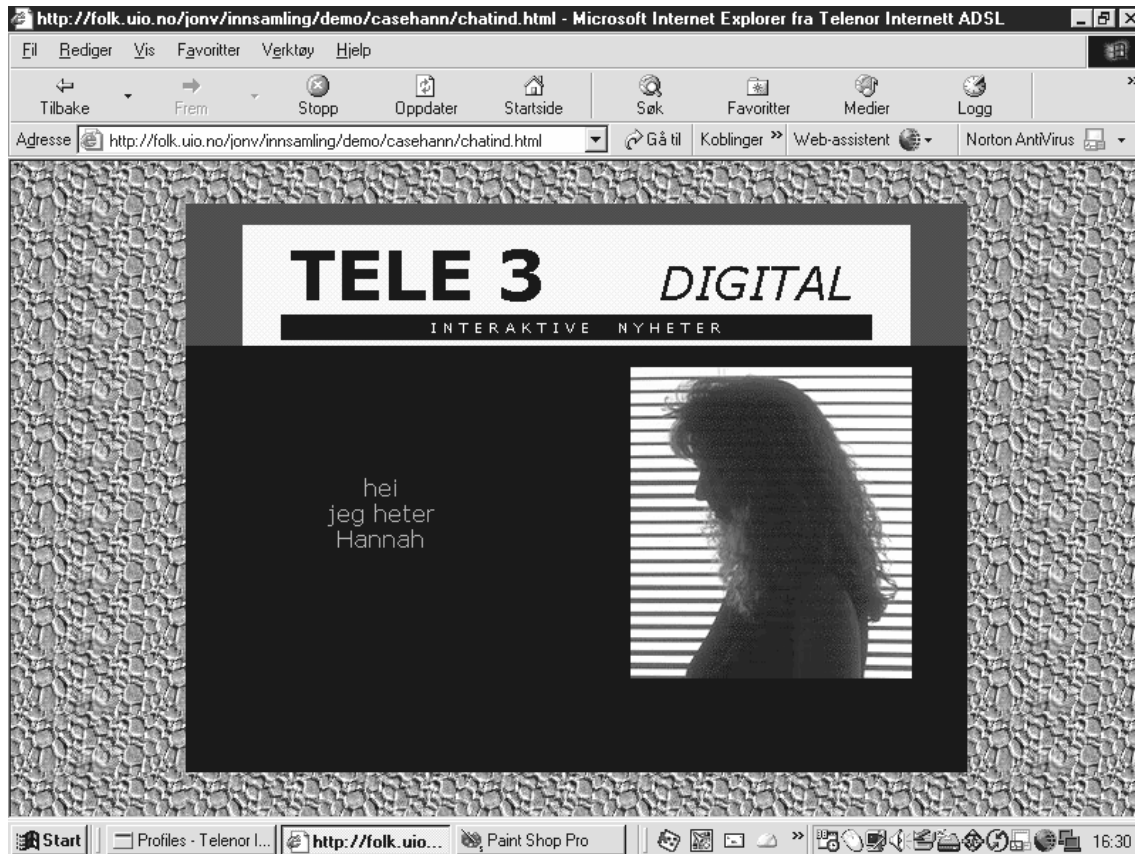 http://folk.uio.no/jonv/innsamling/demo/casehann/chatind.html - Microsoft Internet Explorer fra Telenor Internett ADSL
Fil Rediger Vis Favoritter Verktøy Hjelp
Tilbake Frem Stopp Oppdater Startside Søk Favoritter Medier Logg »
Adresse http://folk.uio.no/jonv/innsamling/demo/casehann/chatind.html Gå til Koblinger » Web-assistent Norton AntiVirus
TELE 3 DIGITAL
INTERAKTIVE NYHETER
hei
jeg heter
Hannah
Start Profiles - Telenor I... http://folk.uio... Paint Shop Pro » 16:30